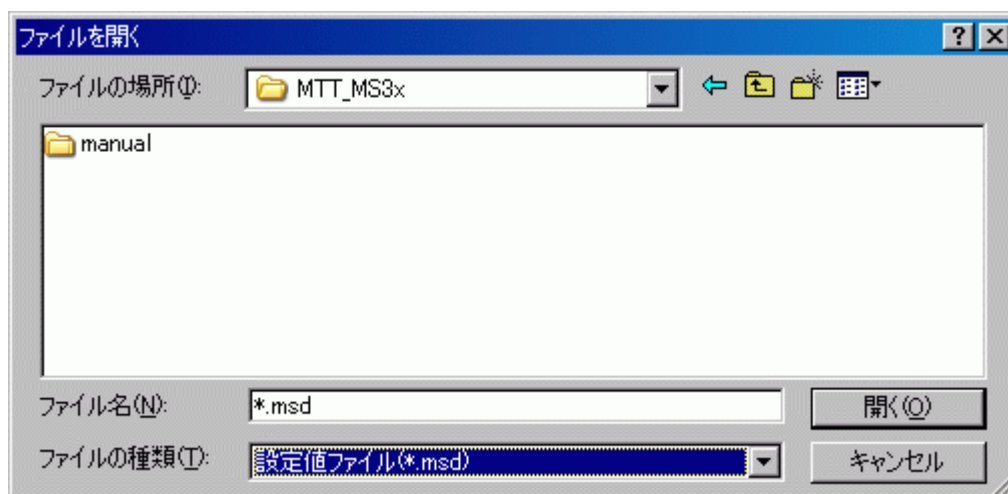 ファイルを開く
ファイルの場所(I): MTT_MS3x
manual
ファイル名(N): *.msd 開く(O)
ファイルの種類(T): 設定値ファイル(*.msd) キャンセル